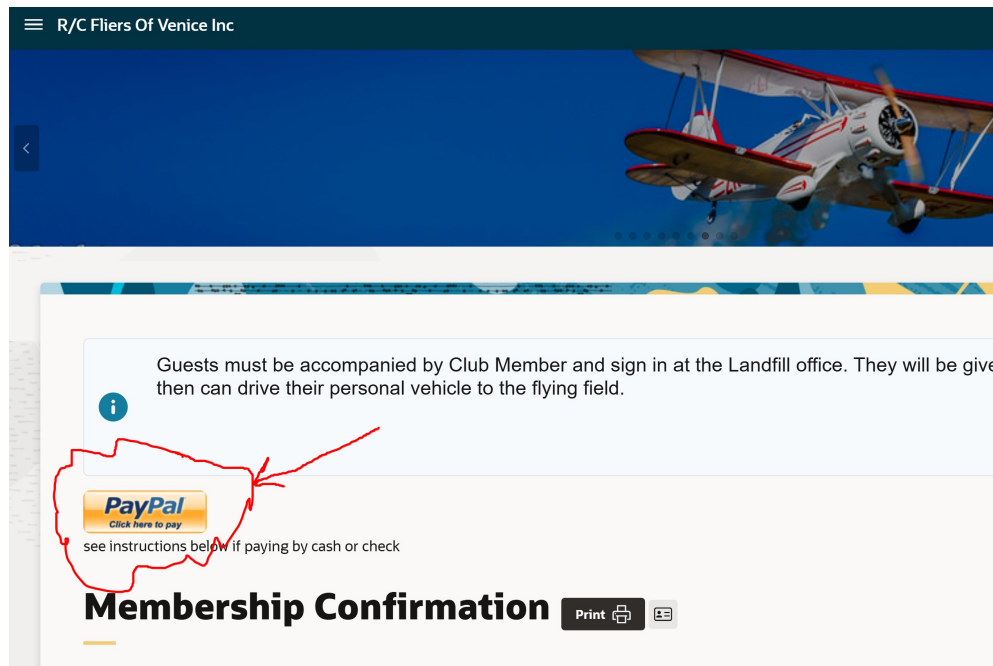 R/C Fliers Of Venice Inc
Guests must be accompanied by Club Member and sign in at the Landfill office. They will be give
then can drive their personal vehicle to the flying field.
PayPal
Click here to pay
see instructions below if paying by cash or check
Membership Confirmation
Print